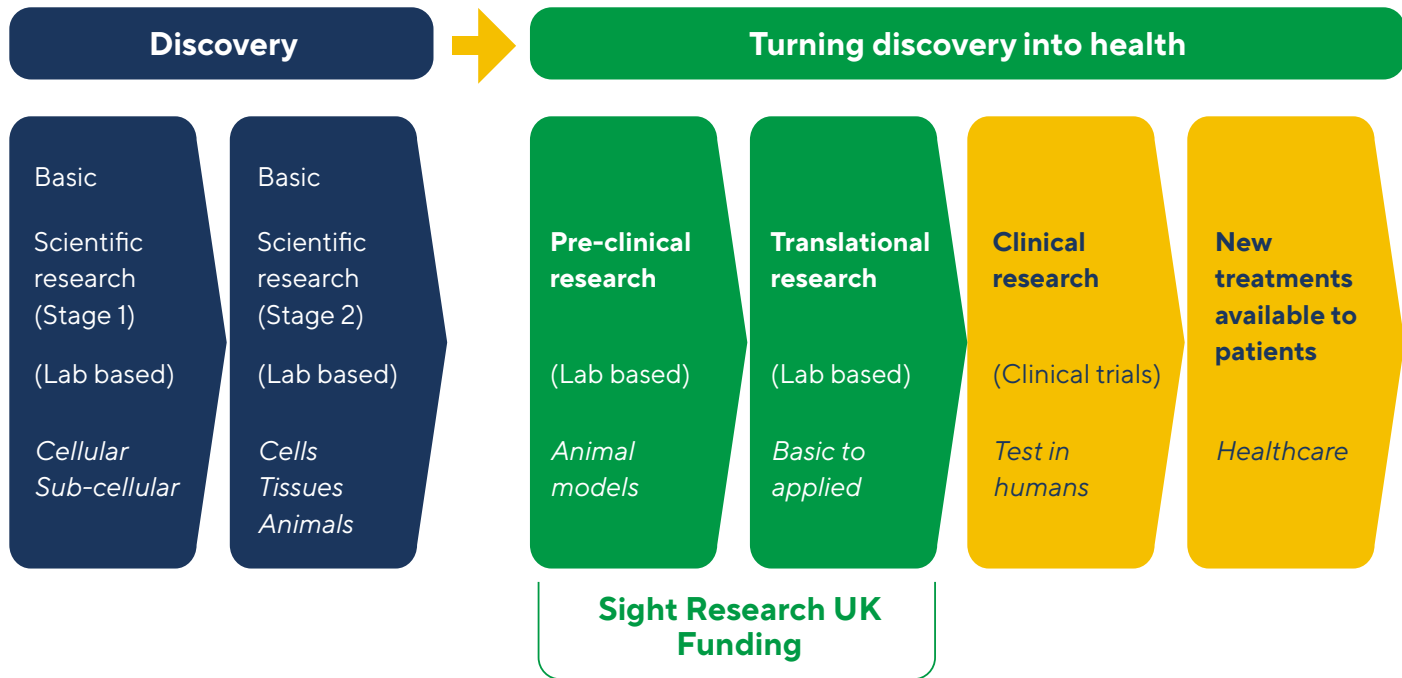 Discovery
Turning discovery into health
Basic
Scientific
research
(Stage 1)
(Lab based)
Cellular
Sub-cellular
Basic
Scientific
research
(Stage 2)
(Lab based)
Cells
Tissues
Animals
Pre-clinical
research
(Lab based)
Animal
models
Translational
research
(Lab based)
Basic to
applied
Clinical
research
(Clinical trials)
Test in
humans
New
treatments
available to
patients
Healthcare
Sight Research UK
Funding